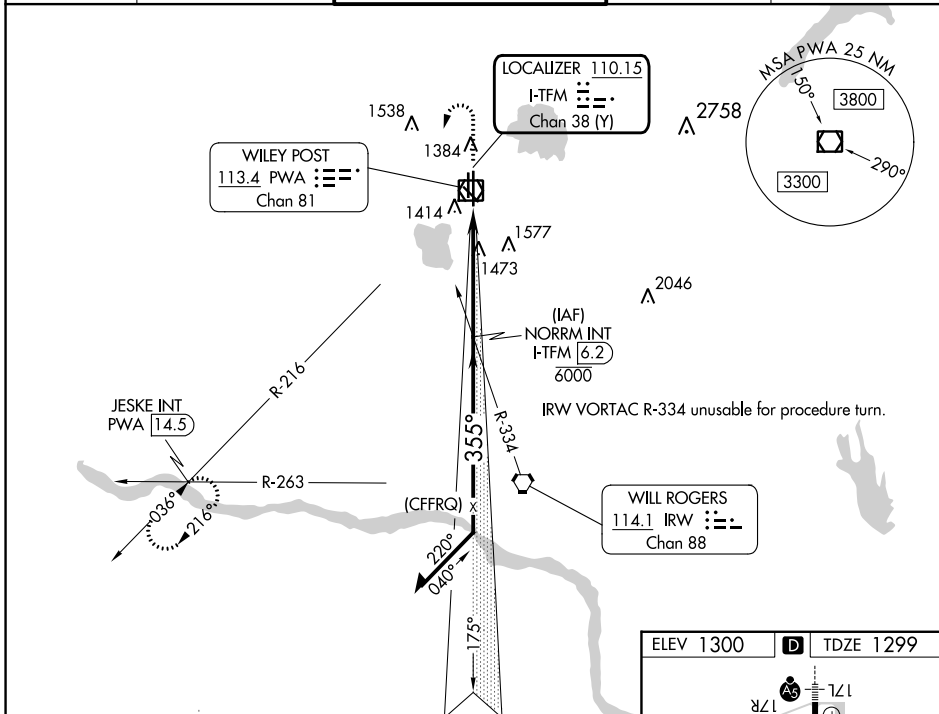 LOCALIZER 110.15
I-TFM
Chan 38 (Y)
MSA PWA 25 NM
150°
3800
290°
3300
1538
1384
2758
WILEY POST
113.4 PWA
Chan 81
1414
1577
1473
2046
(IAF)
NORRM INT
I-TFM 6.2
6000
R-216
JESKE INT
PWA 14.5
IRW VORTAC R-334 unusable for procedure turn.
R-334
355°
R-263
036°
216°
(CFFRQ)
X
WILL ROGERS
114.1 IRW
Chan 88
220°
040°
175°
ELEV 1300 D TDZE 1299
A5
17L
17R